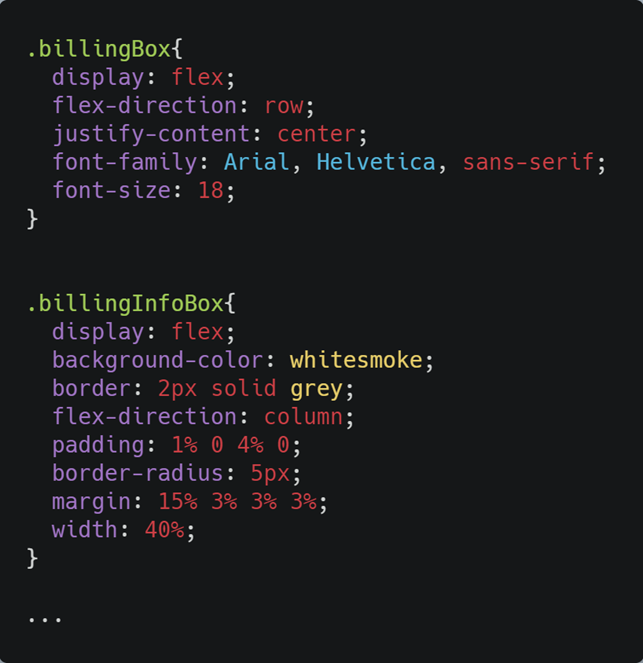 .billingBox{
  display: flex;
  flex-direction: row;
  justify-content: center;
  font-family: Arial, Helvetica, sans-serif;
  font-size: 18;
}
.billingInfoBox{
  display: flex;
  background-color: whitesmoke;
  border: 2px solid grey;
  flex-direction: column;
  padding: 1% 0 4% 0;
  border-radius: 5px;
  margin: 15% 3% 3% 3%;
  width: 40%;
}
...